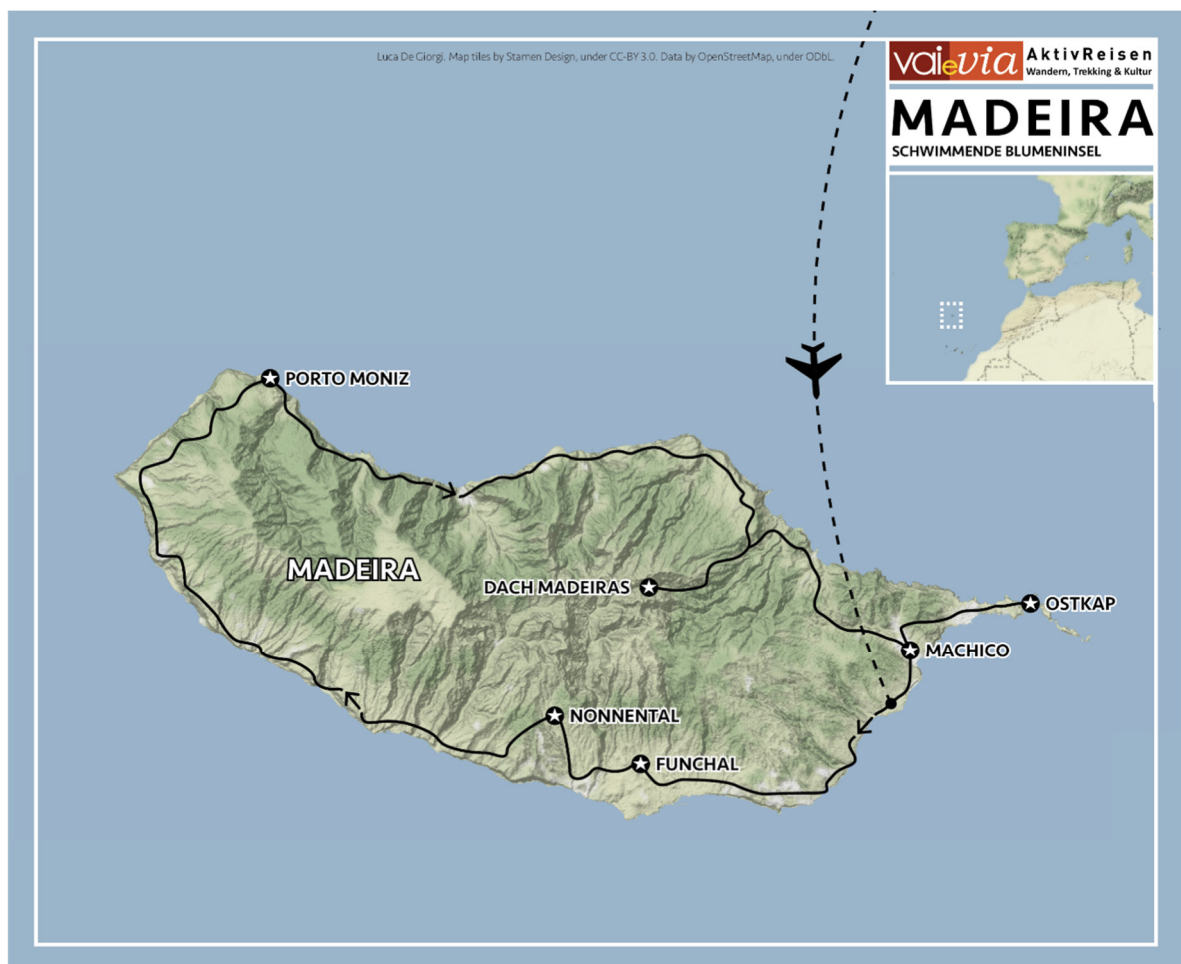 Luca De Giorgi. Map tiles by Stamen Design, under CC-BY 3.0. Data by OpenStreetMap, under ODbL.
vaievia AktivReisen
Wandern, Trekking & Kultur
MADEIRA
SCHWIMMENDE BLUMENINSEL
PORTO MONIZ
MADEIRA
DACH MADEIRAS
OSTKAP
MACHICO
NONNENTAL
FUNCHAL